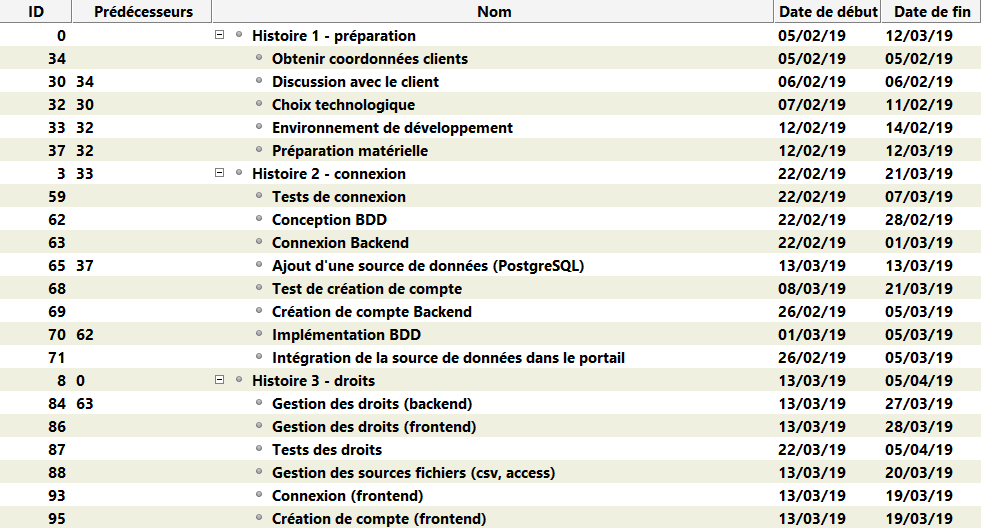 ID Prédécesseurs Nom Date de début Date de fin
0 Histoire 1 - préparation 05/02/19 12/03/19
34 Obtenir coordonnées clients 05/02/19 05/02/19
30 34 Discussion avec le client 06/02/19 06/02/19
32 30 Choix technologique 07/02/19 11/02/19
33 32 Environnement de développement 12/02/19 14/02/19
37 32 Préparation matérielle 12/02/19 12/03/19
3 33 Histoire 2 - connexion 22/02/19 21/03/19
59 Tests de connexion 22/02/19 07/03/19
62 Conception BDD 22/02/19 28/02/19
63 Connexion Backend 22/02/19 01/03/19
65 37 Ajout d'une source de données (PostgreSQL) 13/03/19 13/03/19
68 Test de création de compte 08/03/19 21/03/19
69 Création de compte Backend 26/02/19 05/03/19
70 62 Implémentation BDD 01/03/19 05/03/19
71 Intégration de la source de données dans le portail 26/02/19 05/03/19
8 0 Histoire 3 - droits 13/03/19 05/04/19
84 63 Gestion des droits (backend) 13/03/19 27/03/19
86 Gestion des droits (frontend) 13/03/19 28/03/19
87 Tests des droits 22/03/19 05/04/19
88 Gestion des sources fichiers (csv, access) 13/03/19 20/03/19
93 Connexion (frontend) 13/03/19 19/03/19
95 Création de compte (frontend) 13/03/19 19/03/19